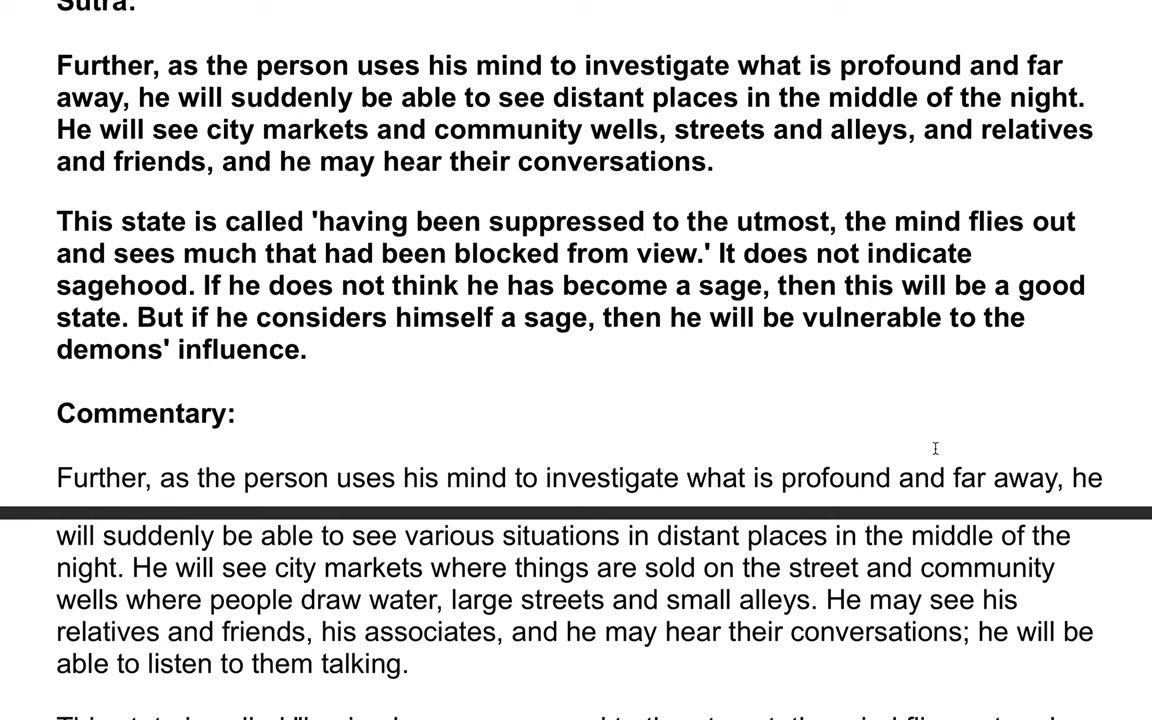 Sutra:
Further, as the person uses his mind to investigate what is profound and far
away, he will suddenly be able to see distant places in the middle of the night.
He will see city markets and community wells, streets and alleys, and relatives
and friends, and he may hear their conversations.
This state is called 'having been suppressed to the utmost, the mind flies out
and sees much that had been blocked from view.' It does not indicate
sagehood. If he does not think he has become a sage, then this will be a good
state. But if he considers himself a sage, then he will be vulnerable to the
demons' influence.
Commentary:
Further, as the person uses his mind to investigate what is profound and far away, he
will suddenly be able to see various situations in distant places in the middle of the
night. He will see city markets where things are sold on the street and community
wells where people draw water, large streets and small alleys. He may see his
relatives and friends, his associates, and he may hear their conversations; he will be
able to listen to them talking.